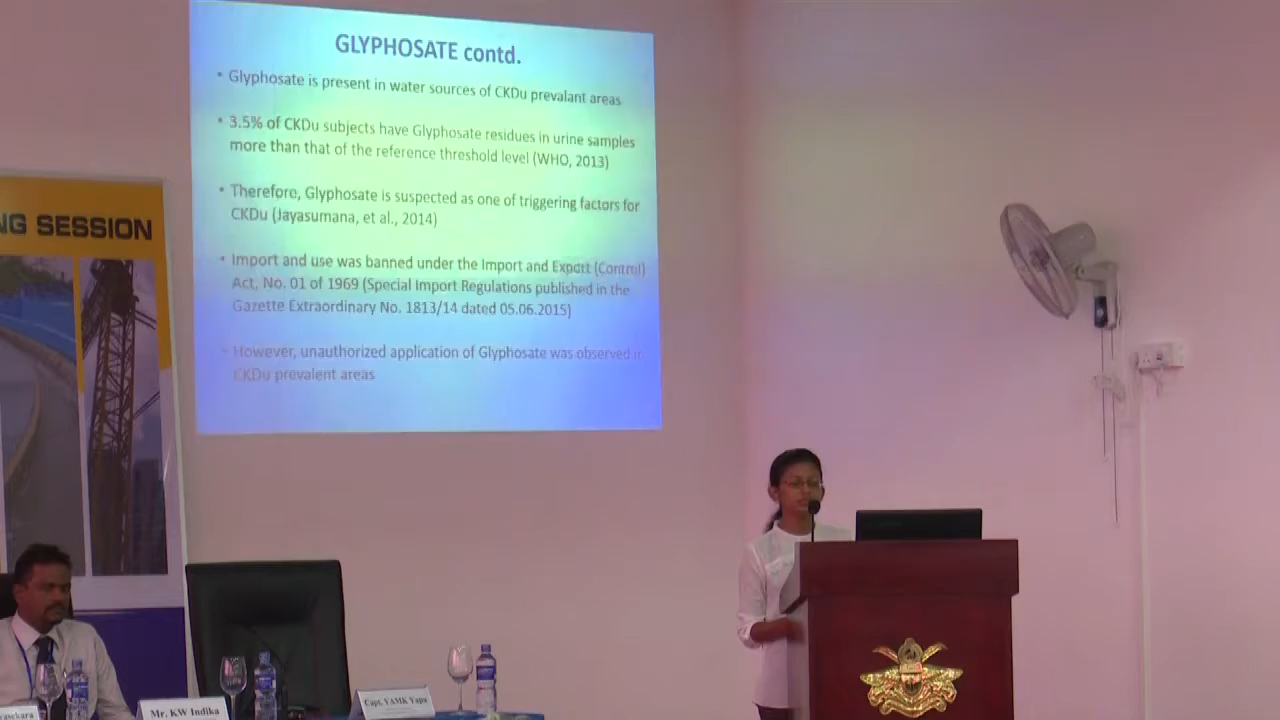 GLYPHOSATE contd.
• Glyphosate is present in water sources of CKDu prevalant areas
• 3.5% of CKDu subjects have Glyphosate residues in urine samples
more than that of the reference threshold level (WHO, 2013)
• Therefore, Glyphosate is suspected as one of triggering factors for
CKDu (Jayasumana, et al., 2014)
• Import and use was banned under the Import and Export (Control)
Act, No. 01 of 1969 (Special Import Regulations published in the
Gazette Extraordinary No. 1813/14 dated 05.06.2015)
- However, unauthorized application of Glyphosate was observed in
CKDu prevalent areas
NG SESSION
Mr. KW Indika
Capt. YAMK Yapa